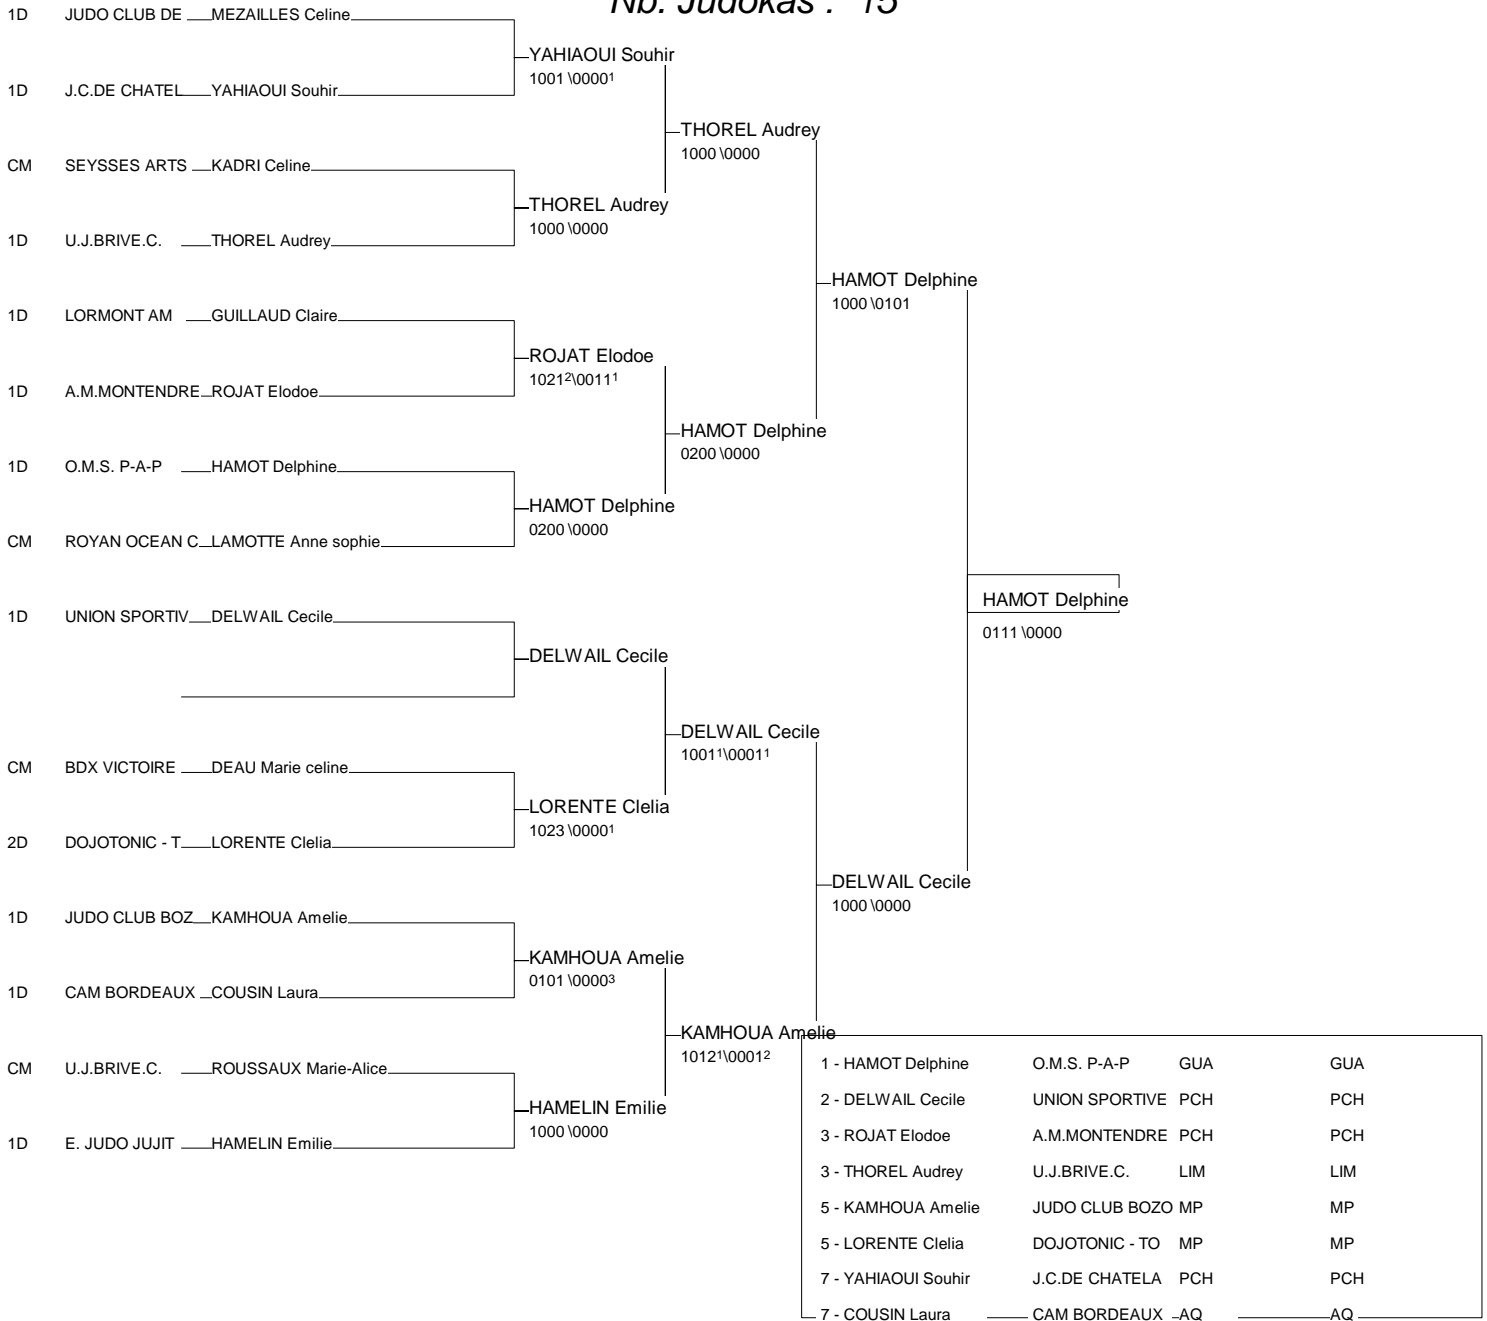 Nb. Judokas : 15
1D JUDO CLUB DE MEZAILLES Celine
YAHIAOUI Souhir
1001 \0000¹
1D J.C.DE CHATEL YAHIAOUI Souhir
THOREL Audrey
1000 \0000
CM SEYSSES ARTS KADRI Celine
THOREL Audrey
1000 \0000
1D U.J.BRIVE.C. THOREL Audrey
HAMOT Delphine
1000 \0101
1D LORMONT AM GUILLAUD Claire
ROJAT Elodoe
1021²\0011¹
1D A.M.MONTENDRE ROJAT Elodoe
HAMOT Delphine
0200 \0000
1D O.M.S. P-A-P HAMOT Delphine
HAMOT Delphine
0200 \0000
CM ROYAN OCEAN C LAMOTTE Anne sophie
HAMOT Delphine
0111 \0000
1D UNION SPORTIV DELWAIL Cecile
DELWAIL Cecile
DELWAIL Cecile
1001¹\0001¹
CM BDX VICTOIRE DEAU Marie celine
LORENTE Clelia
1023 \0000¹
2D DOJOTONIC - T LORENTE Clelia
DELWAIL Cecile
1000 \0000
1D JUDO CLUB BOZ KAMHOUA Amelie
KAMHOUA Amelie
0101 \0000³
1D CAM BORDEAUX COUSIN Laura
KAMHOUA Amelie
1012¹\0001²
CM U.J.BRIVE.C. ROUSSAUX Marie-Alice
HAMELIN Emilie
1000 \0000
1D E. JUDO JUJIT HAMELIN Emilie
1 - HAMOT Delphine O.M.S. P-A-P GUA GUA
2 - DELWAIL Cecile UNION SPORTIVE PCH PCH
3 - ROJAT Elodoe A.M.MONTENDRE PCH PCH
3 - THOREL Audrey U.J.BRIVE.C. LIM LIM
5 - KAMHOUA Amelie JUDO CLUB BOZO MP MP
5 - LORENTE Clelia DOJOTONIC - TO MP MP
7 - YAHIAOUI Souhir J.C.DE CHATELA PCH PCH
7 - COUSIN Laura CAM BORDEAUX AQ AQ